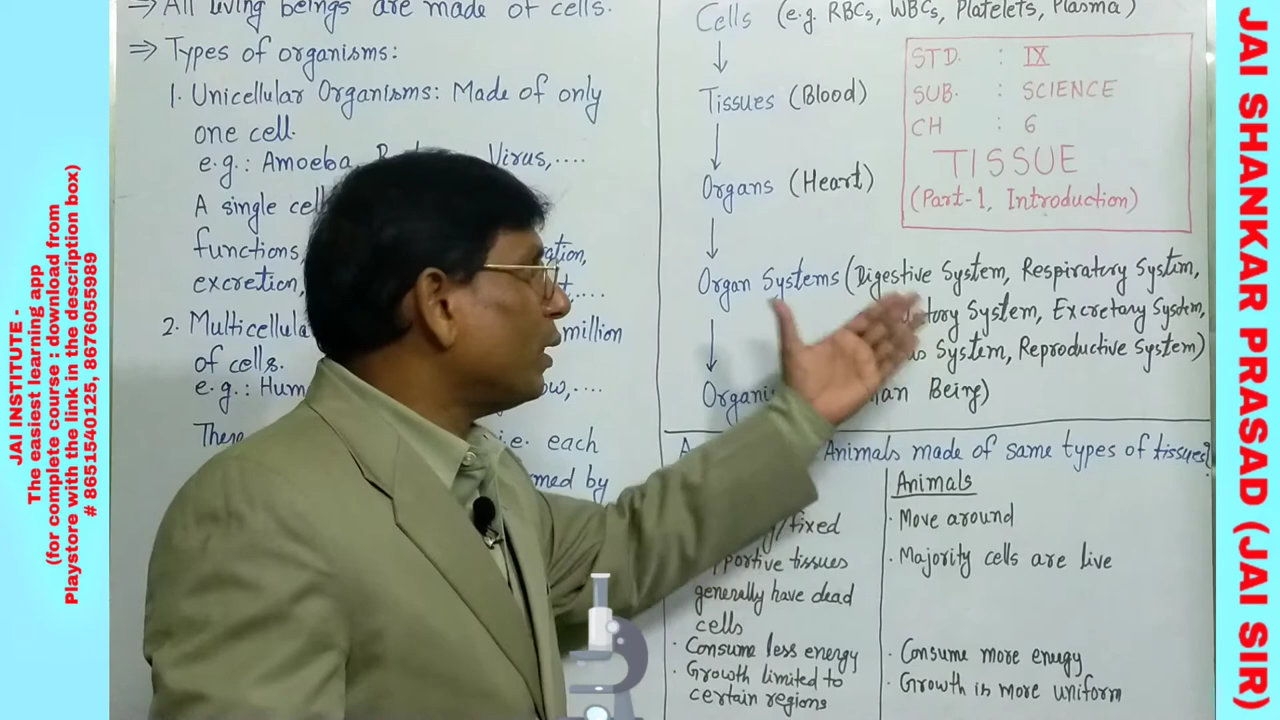 JAI INSTITUTE -
The easiest learning app
(for complete course : download from
Playstore with the link in the description box)
# 8651540125, 8676055989
⇒ All living beings are made of cells.
⇒ Types of organisms:
1. Unicellular Organisms: Made of only
one cell.
e.g.: Amoeba, Virus,....
A single cell
functions,
excretion,
2. Multicellular million
of cells.
e.g.: Hum
These i.e. each
by
Cells (e.g. RBCs, WBCs, Platelets, Plasma)
↓
Tissues (Blood)
↓
Organs (Heart)
↓
Organ Systems (Digestive System, Respiratory System,
System, Excretory System,
System, Reproductive System)
↓
Being)
STD. : IX
SUB. : SCIENCE
CH : 6
TISSUE
(Part-1, Introduction)
Animals made of same types of tissues?
fixed
tissues
generally have dead
cells
· Consume less energy
· Growth limited to
certain regions
Animals
· Move around
· Majority cells are live
· Consume more energy
· Growth is more uniform
JAI SHANKAR PRASAD (JAI SIR)